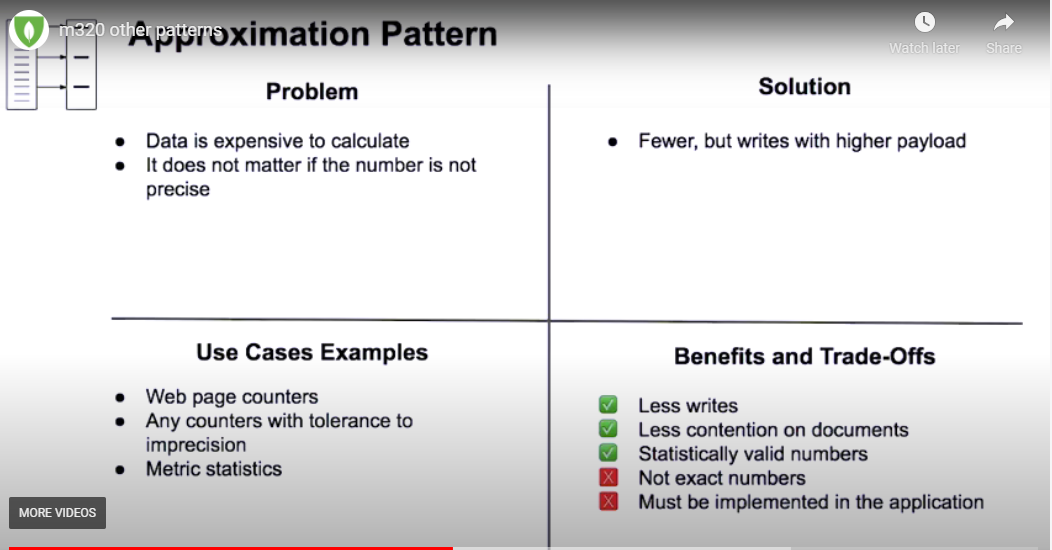 m320 other patterns
Approximation Pattern
Watch later
Share
Problem
● Data is expensive to calculate
● It does not matter if the number is not
precise
Solution
● Fewer, but writes with higher payload
Use Cases Examples
● Web page counters
● Any counters with tolerance to
imprecision
● Metric statistics
Benefits and Trade-Offs
✅ Less writes
✅ Less contention on documents
✅ Statistically valid numbers
❌ Not exact numbers
❌ Must be implemented in the application
MORE VIDEOS